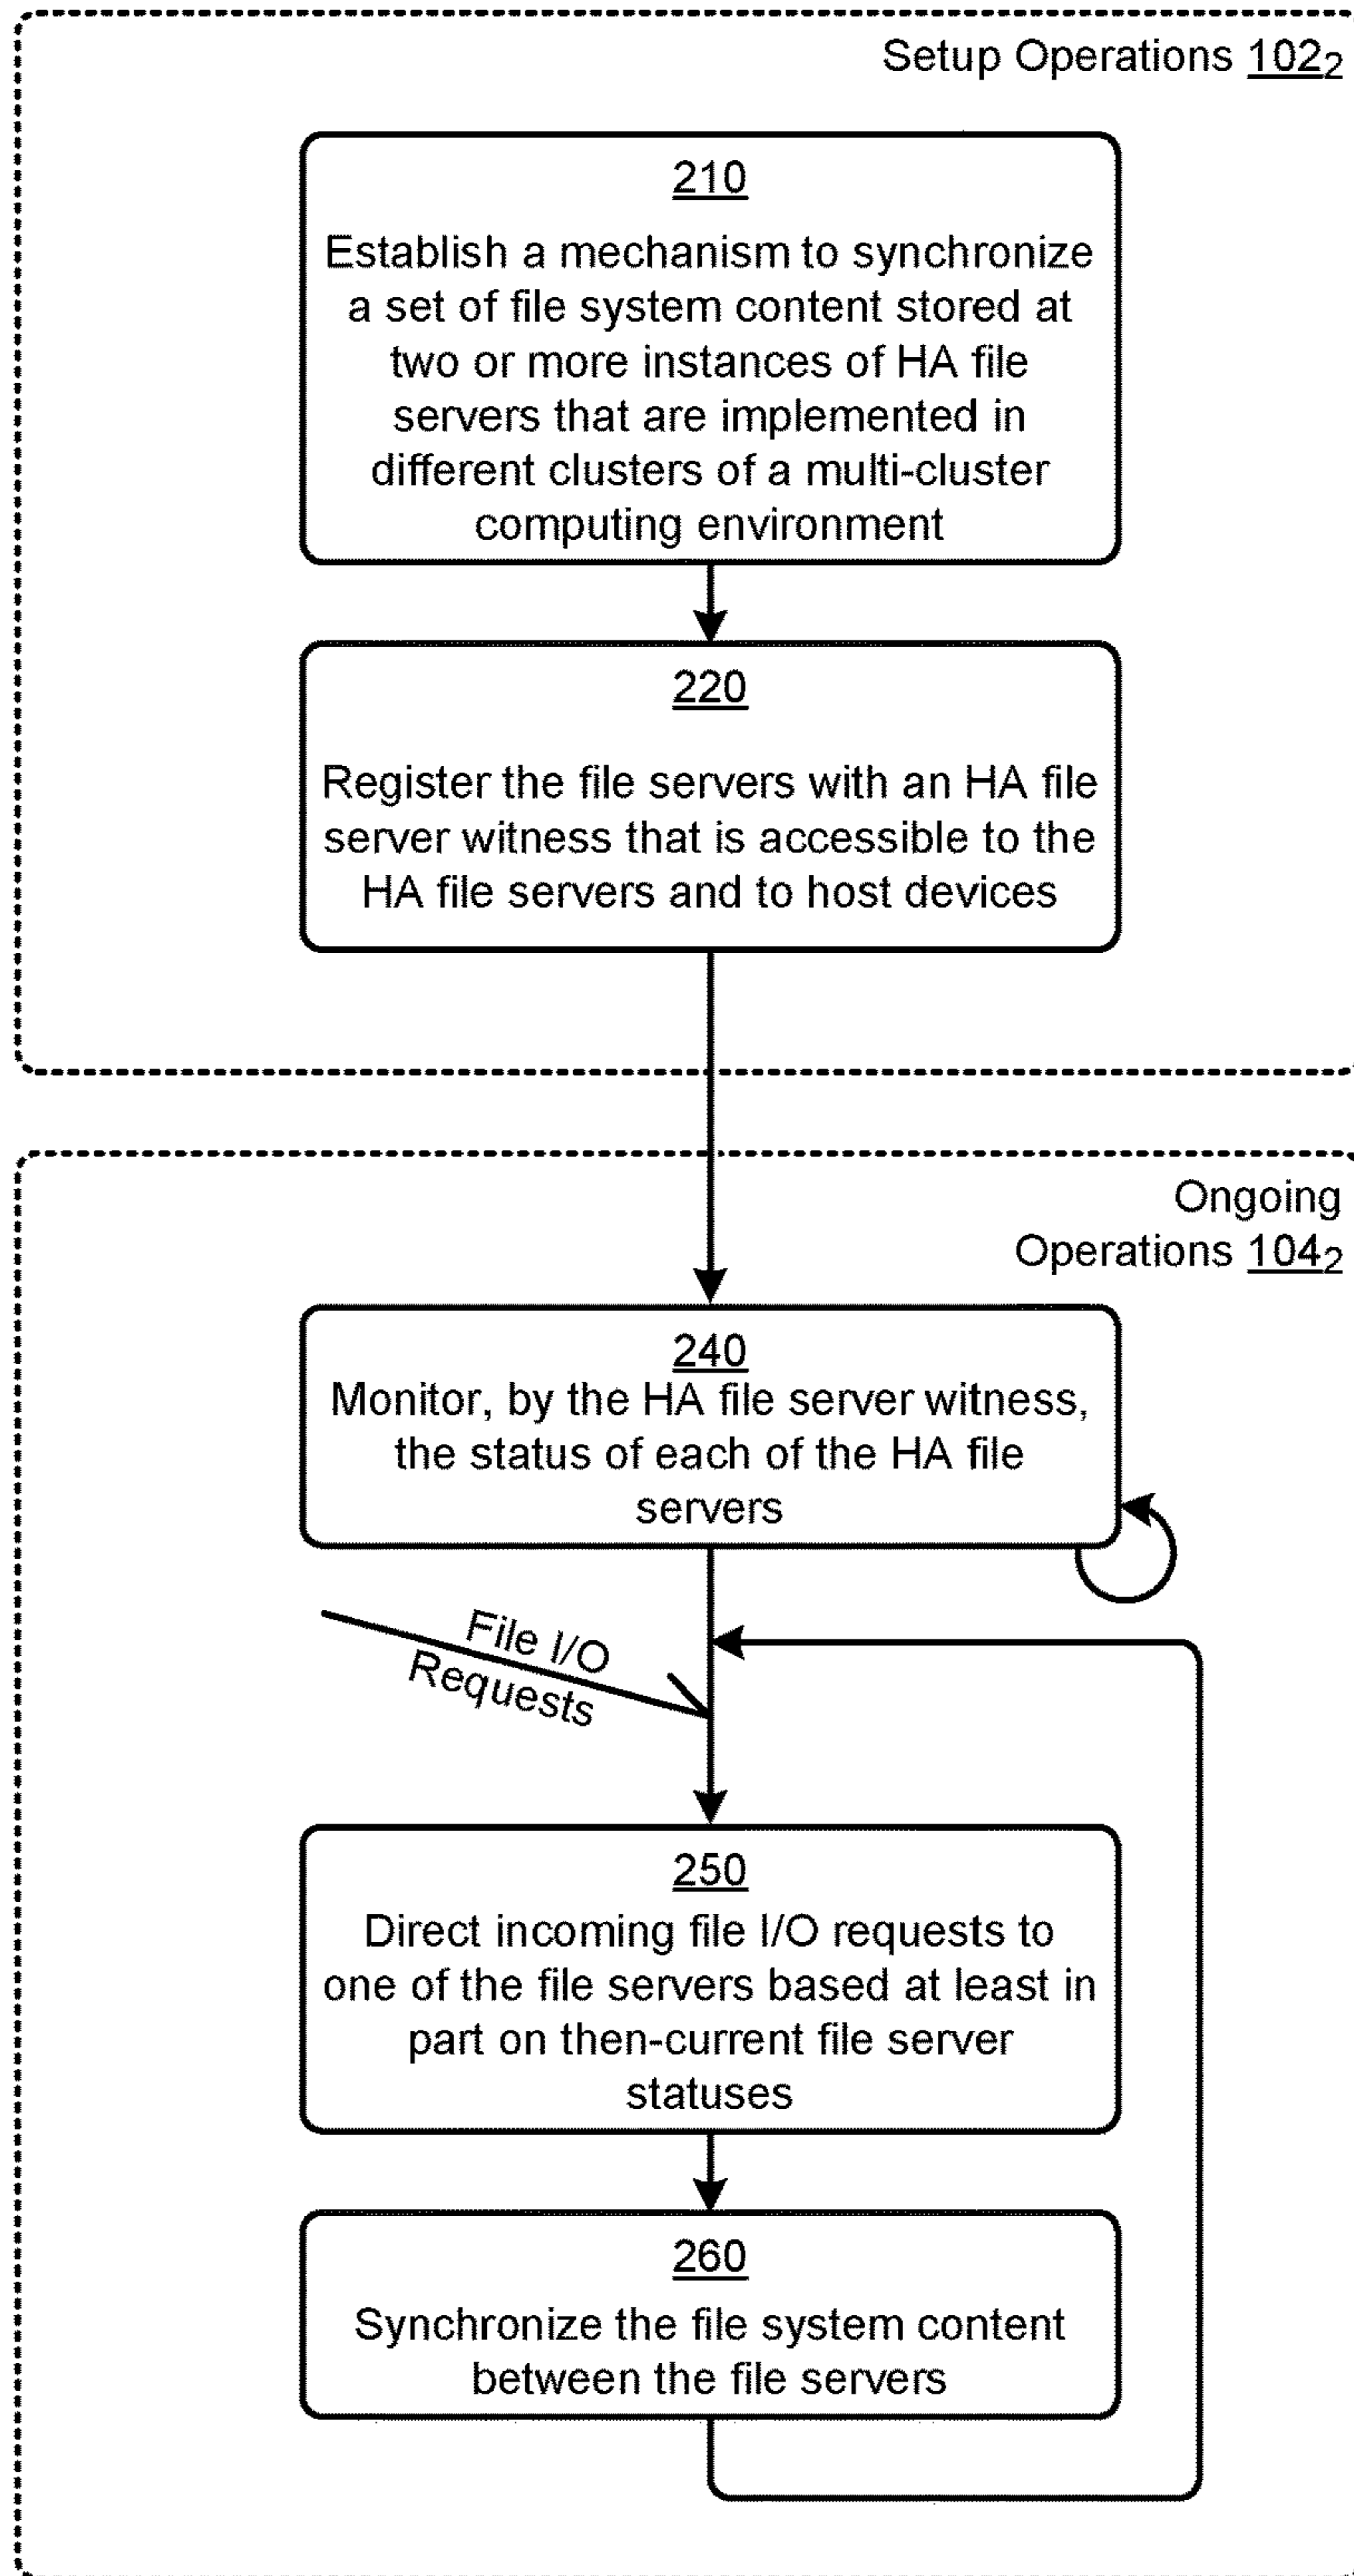 Setup Operations 102₂
210
Establish a mechanism to synchronize
a set of file system content stored at
two or more instances of HA file
servers that are implemented in
different clusters of a multi-cluster
computing environment
220
Register the file servers with an HA file
server witness that is accessible to the
HA file servers and to host devices
Ongoing
Operations 104₂
240
Monitor, by the HA file server witness,
the status of each of the HA file
servers
File I/O
Requests
250
Direct incoming file I/O requests to
one of the file servers based at least in
part on then-current file server
statuses
260
Synchronize the file system content
between the file servers